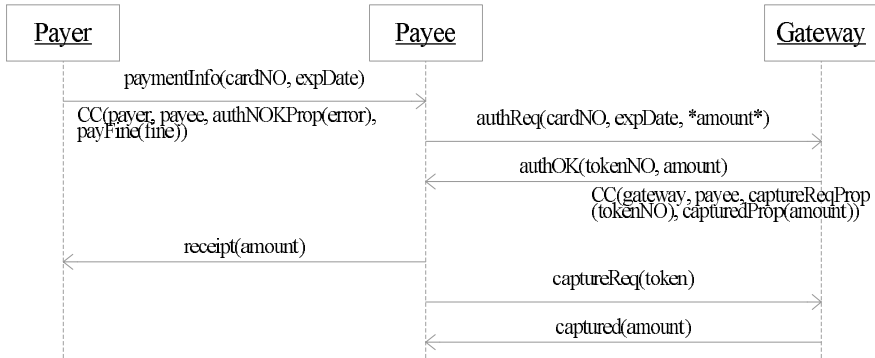 Payer
Payee
Gateway
paymentInfo(cardNO, expDate)
CC(payer, payee, authNOKProp(error),
payFine(fine))
authReq(cardNO, expDate, *amount*)
authOK(tokenNO, amount)
CC(gateway, payee, captureReqProp
(tokenNO), capturedProp(amount))
receipt(amount)
captureReq(token)
captured(amount)